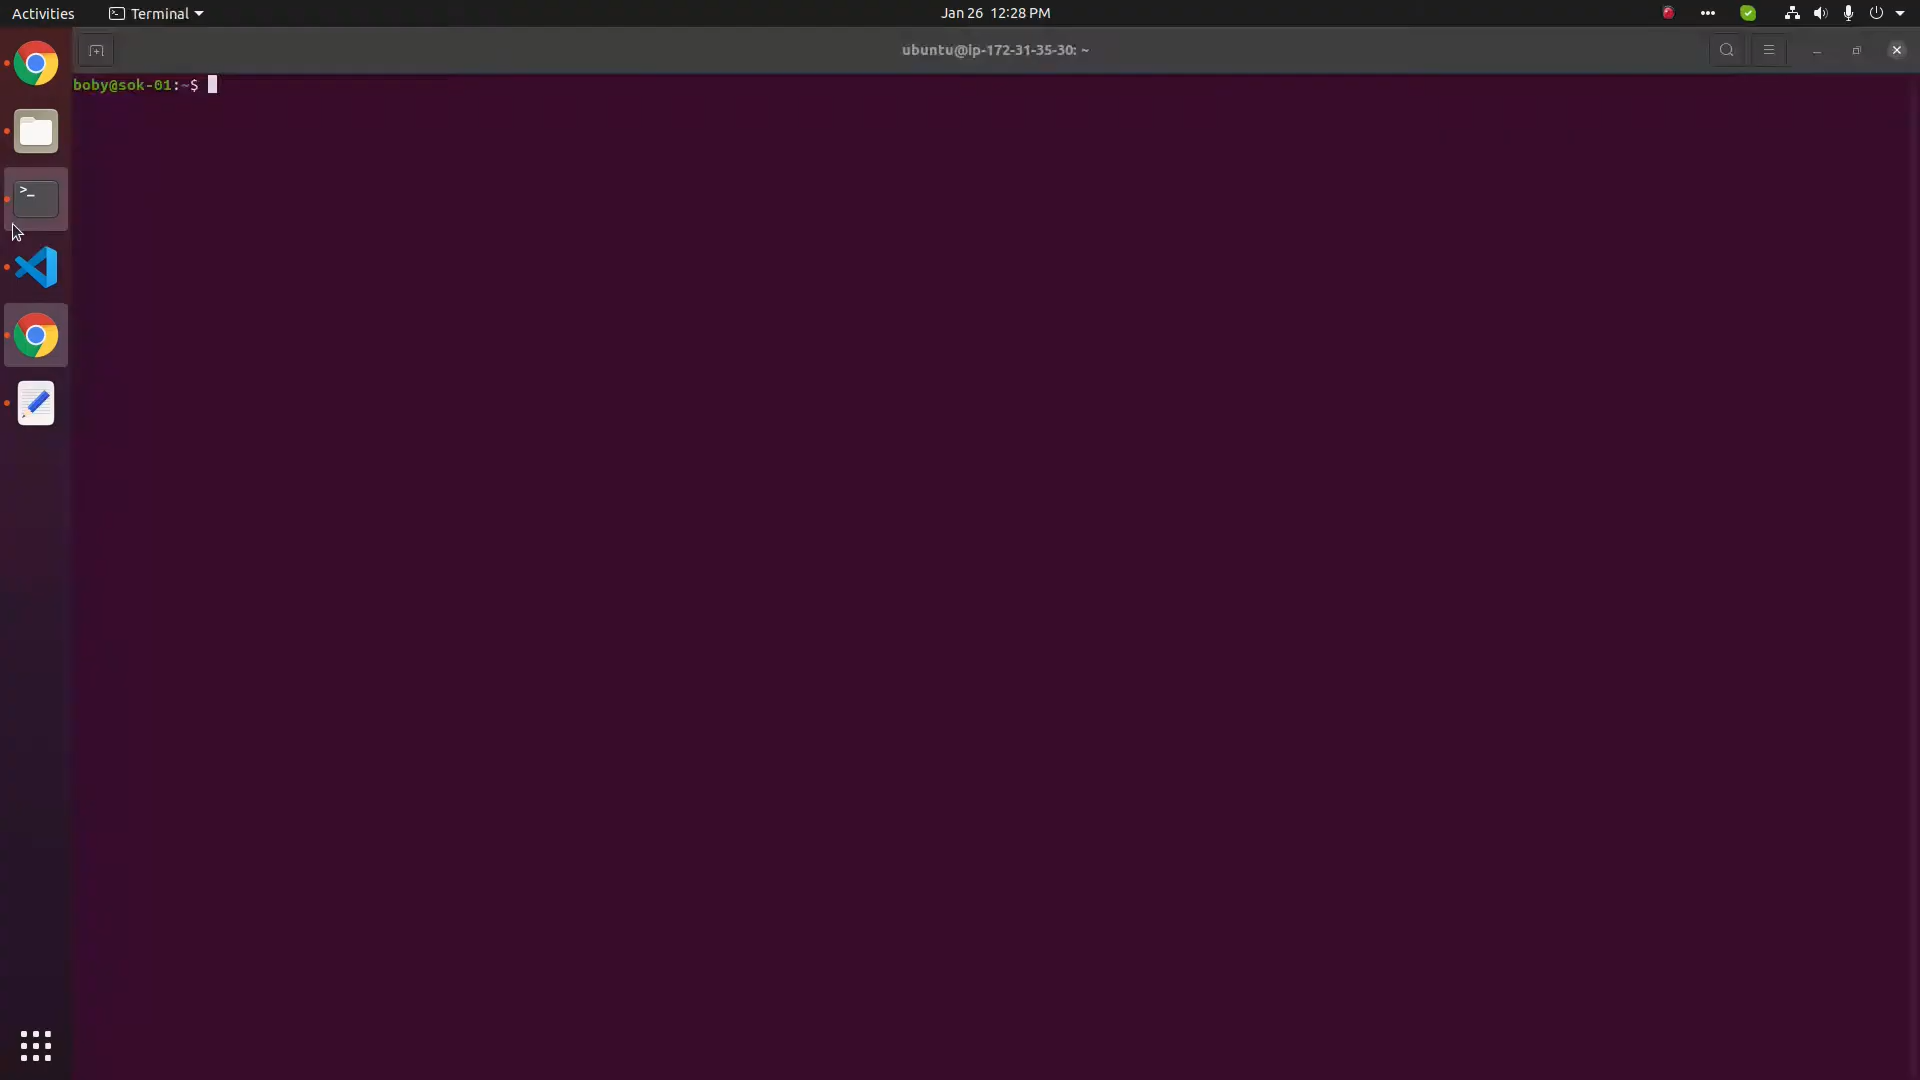 Activities
Terminal
Jan 26 12:28 PM
ubuntu@ip-172-31-35-30: ~
boby@sok-01:~$
>_